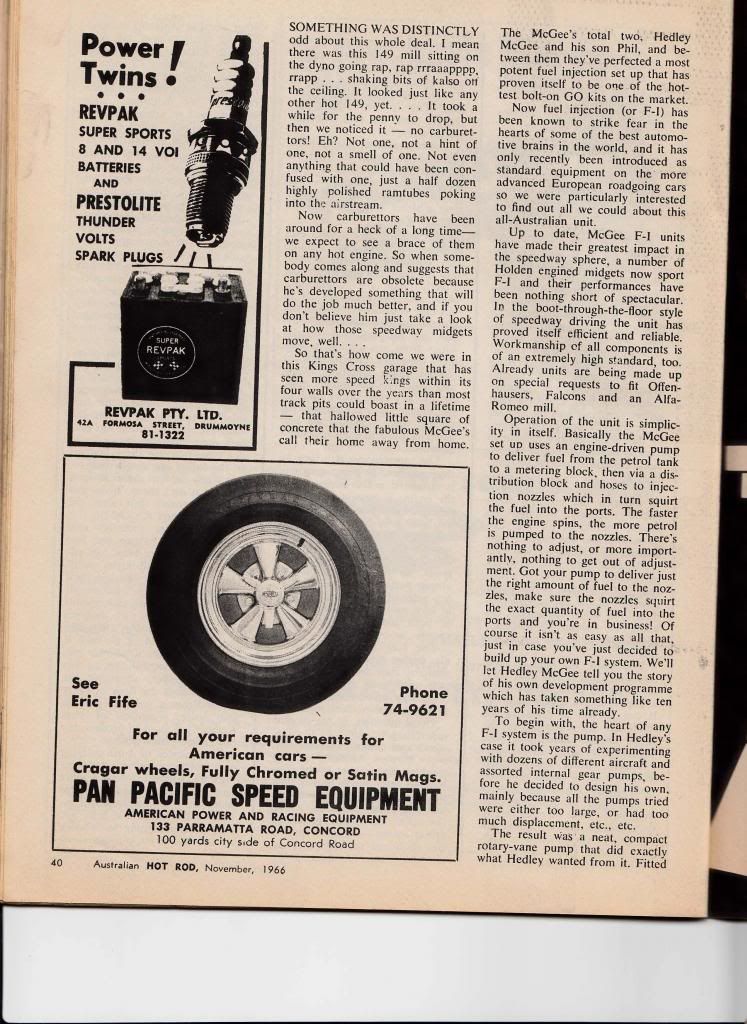 Power
Twins!
• • •
REVPAK
SUPER SPORTS
8 AND 14 VOL
BATTERIES
AND
PRESTOLITE
THUNDER
VOLTS
SPARK PLUGS
SUPER
REVPAK
REVPAK PTY. LTD.
42A FORMOSA STREET, DRUMMOYNE
81-1322
SOMETHING WAS DISTINCTLY
odd about this whole deal. I mean
there was this 149 mill sitting on
the dyno going rap, rap rrraaapppp,
rrapp . . . shaking bits of kalso off
the ceiling. It looked just like any
other hot 149, yet. . . . It took a
while for the penny to drop, but
then we noticed it — no carburet-
tors! Eh? Not one, not a hint of
one, not a smell of one. Not even
anything that could have been con-
fused with one, just a half dozen
highly polished ramtubes poking
into the airstream.
Now carburettors have been
around for a heck of a long time—
we expect to see a brace of them
on any hot engine. So when some-
body comes along and suggests that
carburettors are obsolete because
he's developed something that will
do the job much better, and if you
don't believe him just take a look
at how those speedway midgets
move, well. . . .
So that's how come we were in
this Kings Cross garage that has
seen more speed kings within its
four walls over the years than most
track pits could boast in a lifetime
— that hallowed little square of
concrete that the fabulous McGee's
call their home away from home.
The McGee's total two, Hedley
McGee and his son Phil, and be-
tween them they've perfected a most
potent fuel injection set up that has
proven itself to be one of the hot-
test bolt-on GO kits on the market.
Now fuel injection (or F-I) has
been known to strike fear in the
hearts of some of the best automo-
tive brains in the world, and it has
only recently been introduced as
standard equipment on the more
advanced European roadgoing cars
so we were particularly interested
to find out all we could about this
all-Australian unit.
Up to date, McGee F-I units
have made their greatest impact in
the speedway sphere, a number of
Holden engined midgets now sport
F-I and their performances have
been nothing short of spectacular.
In the boot-through-the-floor style
of speedway driving the unit has
proved itself efficient and reliable.
Workmanship of all components is
of an extremely high standard, too.
Already units are being made up
on special requests to fit Offen-
hausers, Falcons and an Alfa-
Romeo mill.
Operation of the unit is simplic-
ity in itself. Basically the McGee
set up uses an engine-driven pump
to deliver fuel from the petrol tank
to a metering block, then via a dis-
tribution block and hoses to injec-
tion nozzles which in turn squirt
the fuel into the ports. The faster
the engine spins, the more petrol
is pumped to the nozzles. There's
nothing to adjust, or more import-
antly, nothing to get out of adjust-
ment. Got your pump to deliver just
the right amount of fuel to the noz-
zles, make sure the nozzles squirt
the exact quantity of fuel into the
ports and you're in business! Of
course it isn't as easy as all that,
just in case you've just decided to
build up your own F-I system. We'll
let Hedley McGee tell you the story
of his own development programme
which has taken something like ten
years of his time already.
To begin with, the heart of any
F-I system is the pump. In Hedley's
case it took years of experimenting
with dozens of different aircraft and
assorted internal gear pumps, be-
fore he decided to design his own,
mainly because all the pumps tried
were either too large, or had too
much displacement, etc., etc.
The result was a neat, compact
rotary-vane pump that did exactly
what Hedley wanted from it. Fitted
See
Eric Fife
Phone
74-9621
For all your requirements for
American cars —
Cragar wheels, Fully Chromed or Satin Mags.
PAN PACIFIC SPEED EQUIPMENT
AMERICAN POWER AND RACING EQUIPMENT
133 PARRAMATTA ROAD, CONCORD
100 yards city side of Concord Road
40 Australian HOT ROD, November, 1966